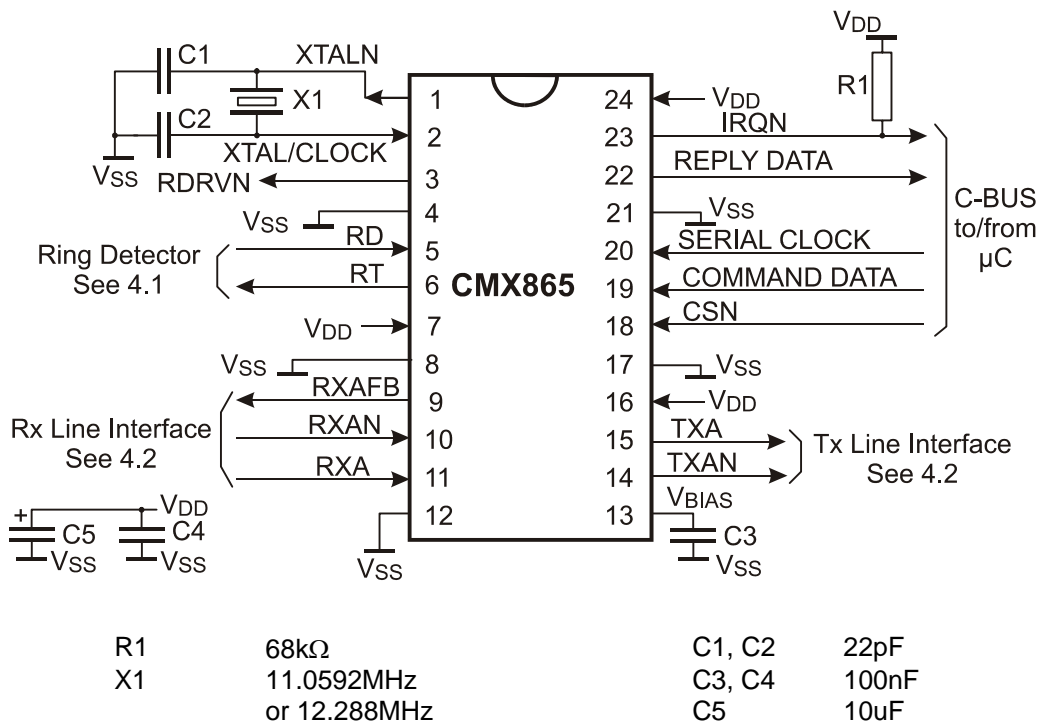 VDD
C1
XTALN
R1
X1
1
24
VDD
IRQN
C2
2
23
XTAL/CLOCK
REPLY DATA
VSS
RDRVN
3
22
C-BUS
to/from
µC
VSS
4
21
VSS
RD
5
20
SERIAL CLOCK
Ring Detector
See 4.1
RT
6
CMX865
19
COMMAND DATA
CSN
VDD
7
18
VSS
8
17
VSS
RXAFB
9
16
VDD
Rx Line Interface
See 4.2
RXAN
10
15
TXA
Tx Line Interface
See 4.2
RXA
11
14
TXAN
VDD
VBIAS
+
C5
C4
12
13
C3
VSS
VSS
VSS
VSS
R1 68kΩ C1, C2 22pF
X1 11.0592MHz C3, C4 100nF
or 12.288MHz C5 10uF